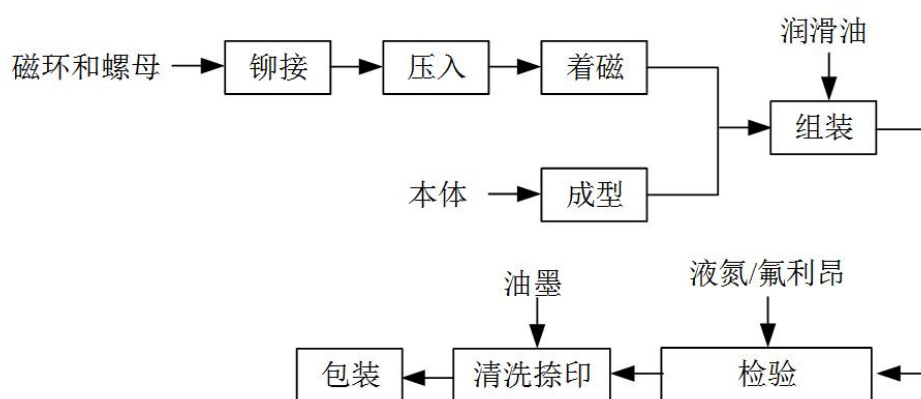 润滑油
磁环和螺母
铆接
压入
着磁
组装
本体
成型
油墨
液氮/氟利昂
包装
清洗捺印
检验